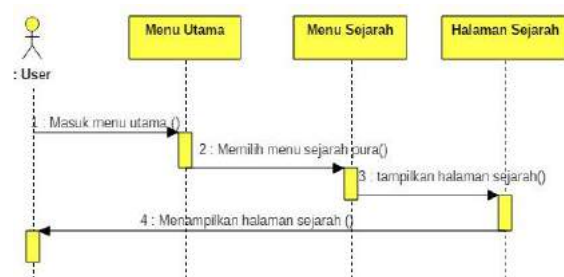 Menu Utama
Menu Sejarah
Halaman Sejarah
: User
1 : Masuk menu utama ()
2 : Memilih menu sejarah pura()
3 : tampilkan halaman sejarah()
4 : Menampilkan halaman sejarah ()